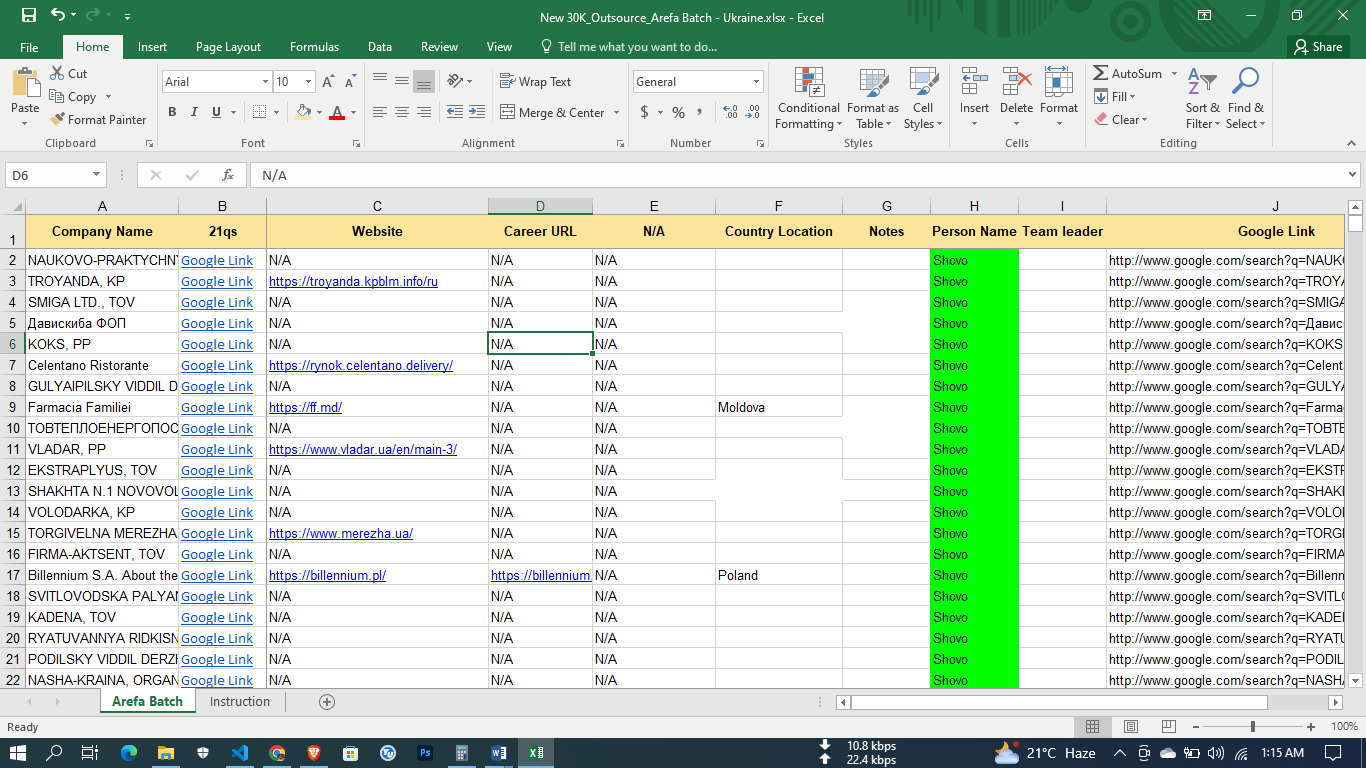 New 30K_Outsource_Arefa Batch - Ukraine.xlsx - Excel
File Home Insert Page Layout Formulas Data Review View Tell me what you want to do... Share
Paste Cut Copy Format Painter Clipboard
Arial 10 B I U Font
Wrap Text Merge & Center Alignment
General $ % Number
Conditional Formatting Format as Table Cell Styles Styles
Insert Delete Format Cells
AutoSum Fill Clear Sort & Filter Find & Select Editing
D6 fx N/A
A B C D E F G H I J
1 Company Name 21qs Website Career URL N/A Country Location Notes Person Name Team leader Google Link
2 NAUKOVO-PRAKTYCHNY Google Link N/A N/A N/A Shovo http://www.google.com/search?q=NAUKO
3 TROYANDA, KP Google Link https://troyanda.kpblm.info/ru N/A N/A Shovo http://www.google.com/search?q=TROYA
4 SMIGA LTD., TOV Google Link N/A N/A N/A Shovo http://www.google.com/search?q=SMIGA
5 Давискиба ФОП Google Link N/A N/A N/A Shovo http://www.google.com/search?q=Дависк
6 KOKS, PP Google Link N/A N/A N/A Shovo http://www.google.com/search?q=KOKS
7 Celentano Ristorante Google Link https://rynok.celentano.delivery/ N/A N/A Shovo http://www.google.com/search?q=Celent
8 GULYAIPILSKY VIDDIL D Google Link N/A N/A N/A Shovo http://www.google.com/search?q=GULYA
9 Farmacia Familiei Google Link https://ff.md/ N/A N/A Moldova Shovo http://www.google.com/search?q=Farma
10 ТОВТЕПЛОЕНЕРГОПОС Google Link N/A N/A N/A Shovo http://www.google.com/search?q=ТОВТЕ
11 VLADAR, PP Google Link https://www.vladar.ua/en/main-3/ N/A N/A Shovo http://www.google.com/search?q=VLADA
12 EKSTRAPLYUS, TOV Google Link N/A N/A N/A Shovo http://www.google.com/search?q=EKSTR
13 SHAKHTA N.1 NOVOVOL Google Link N/A N/A N/A Shovo http://www.google.com/search?q=SHAKH
14 VOLODARKA, KP Google Link N/A N/A N/A Shovo http://www.google.com/search?q=VOLO
15 TORGIVELNA MEREZHA Google Link https://www.merezha.ua/ N/A N/A Shovo http://www.google.com/search?q=TORGI
16 FIRMA-AKTSENT, TOV Google Link N/A N/A N/A Shovo http://www.google.com/search?q=FIRMA
17 Billennium S.A. About the Google Link https://billennium.pl/ https://billennium. N/A Poland Shovo http://www.google.com/search?q=Billenn
18 SVITLOVODSKA PALYAN Google Link N/A N/A N/A Shovo http://www.google.com/search?q=SVITLO
19 KADENA, TOV Google Link N/A N/A N/A Shovo http://www.google.com/search?q=KADE
20 RYATUVANNYA RIDKISN Google Link N/A N/A N/A Shovo http://www.google.com/search?q=RYATU
21 PODILSKY VIDDIL DERZH Google Link N/A N/A N/A Shovo http://www.google.com/search?q=PODIL
22 NASHA-KRAINA, ORGAN Google Link N/A N/A N/A Shovo http://www.google.com/search?q=NASHA
Arefa Batch Instruction
Ready 100%
10.8 kbps
22.4 kbps
21°C Haze 1:15 AM